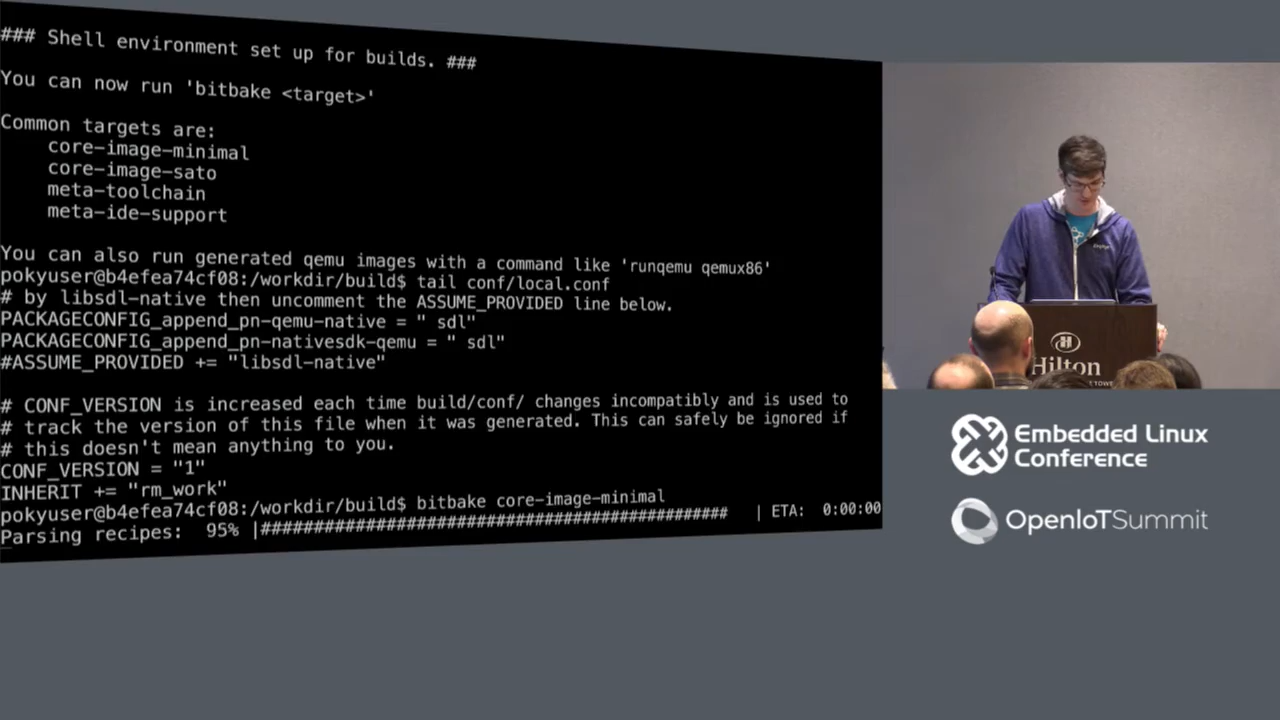 ### Shell environment set up for builds. ###
You can now run 'bitbake <target>'
Common targets are:
core-image-minimal
core-image-sato
meta-toolchain
meta-ide-support
You can also run generated qemu images with a command like 'runqemu qemux86'
pokyuser@b4efea74cf08:/workdir/build$ tail conf/local.conf
# by libsdl-native then uncomment the ASSUME_PROVIDED line below.
PACKAGECONFIG_append_pn-qemu-native = " sdl"
PACKAGECONFIG_append_pn-nativesdk-qemu = " sdl"
#ASSUME_PROVIDED += "libsdl-native"
# CONF_VERSION is increased each time build/conf/ changes incompatibly and is used to
# track the version of this file when it was generated. This can safely be ignored if
# this doesn't mean anything to you.
CONF_VERSION = "1"
INHERIT += "rm_work"
pokyuser@b4efea74cf08:/workdir/build$ bitbake core-image-minimal
Parsing recipes: 95% |############################################ | ETA: 0:00:00
Hilton
Embedded Linux
Conference
OpenIoTSummit